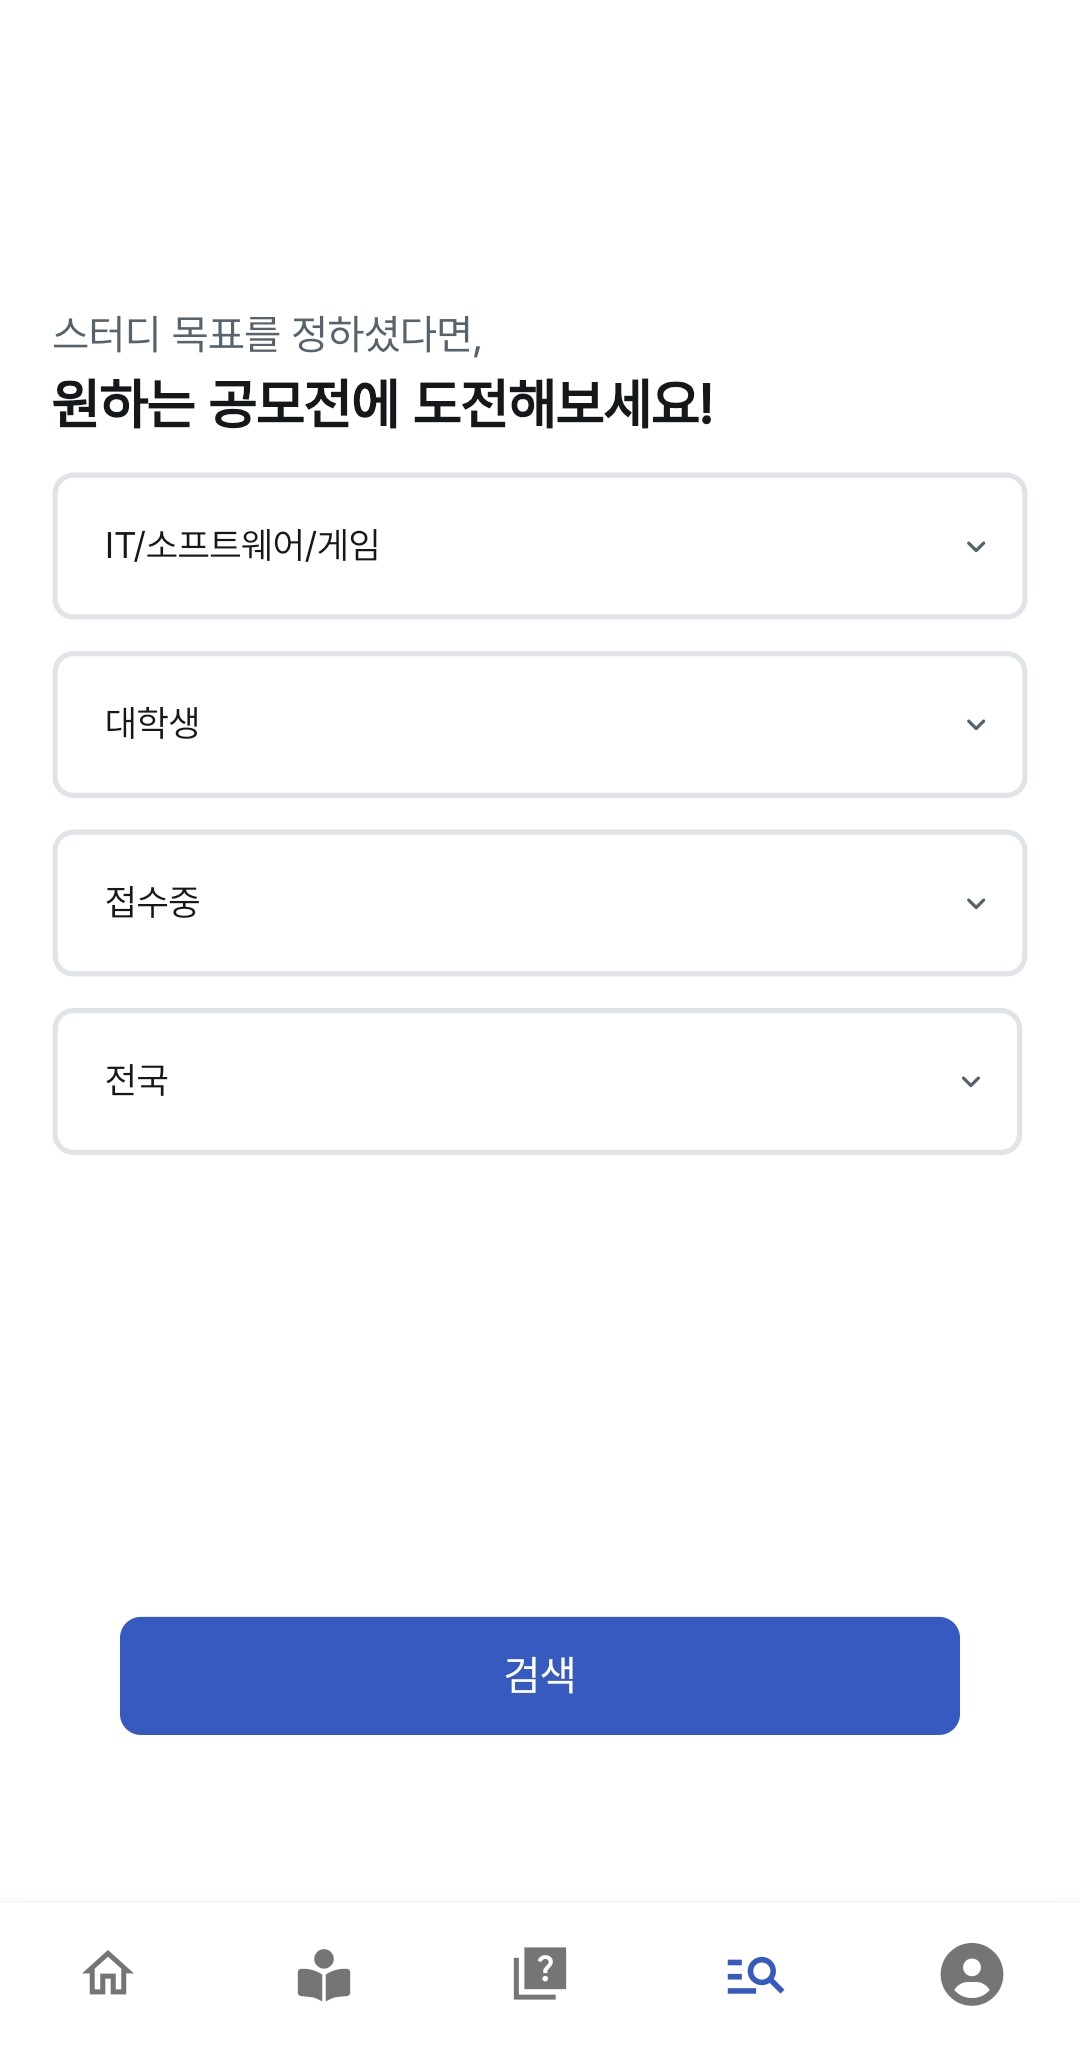 스터디 목표를 정하셨다면,
원하는 공모전에 도전해보세요!
IT/소프트웨어/게임
대학생
접수중
전국
검색
?